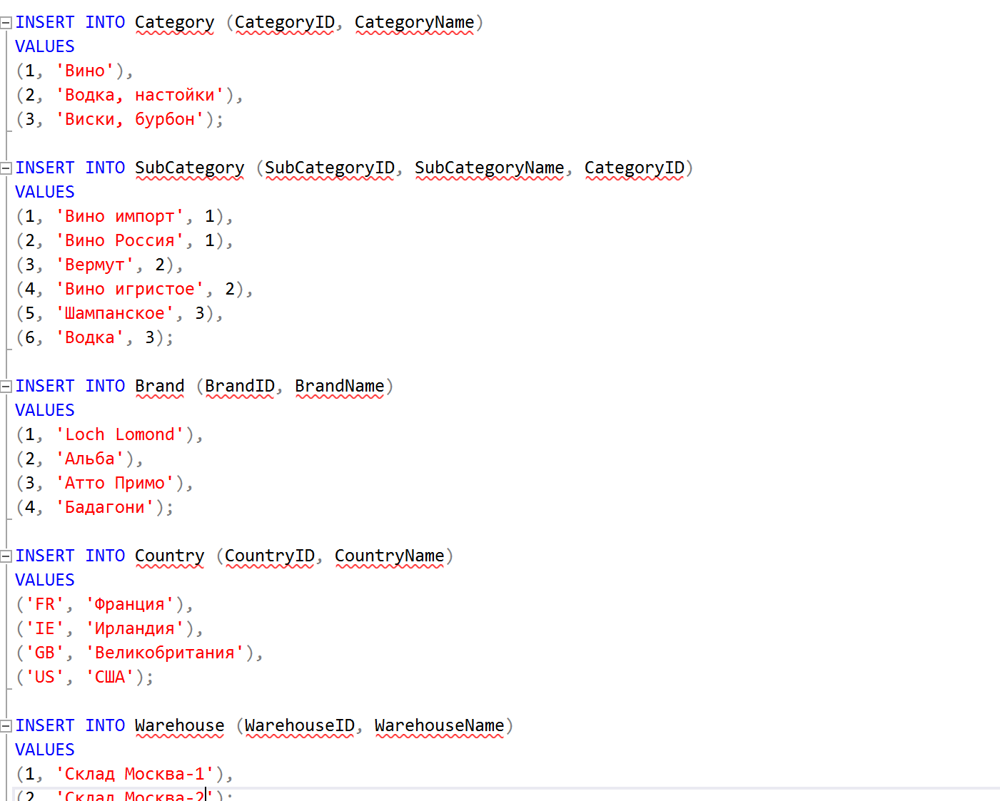 INSERT INTO Category (CategoryID, CategoryName)
VALUES
(1, 'Вино'),
(2, 'Водка, настойки'),
(3, 'Виски, бурбон');
INSERT INTO SubCategory (SubCategoryID, SubCategoryName, CategoryID)
VALUES
(1, 'Вино импорт', 1),
(2, 'Вино Россия', 1),
(3, 'Вермут', 2),
(4, 'Вино игристое', 2),
(5, 'Шампанское', 3),
(6, 'Водка', 3);
INSERT INTO Brand (BrandID, BrandName)
VALUES
(1, 'Loch Lomond'),
(2, 'Альба'),
(3, 'Атто Примо'),
(4, 'Бадагони');
INSERT INTO Country (CountryID, CountryName)
VALUES
('FR', 'Франция'),
('IE', 'Ирландия'),
('GB', 'Великобритания'),
('US', 'США');
INSERT INTO Warehouse (WarehouseID, WarehouseName)
VALUES
(1, 'Склад Москва-1'),
(2, 'Склад Москва-2');